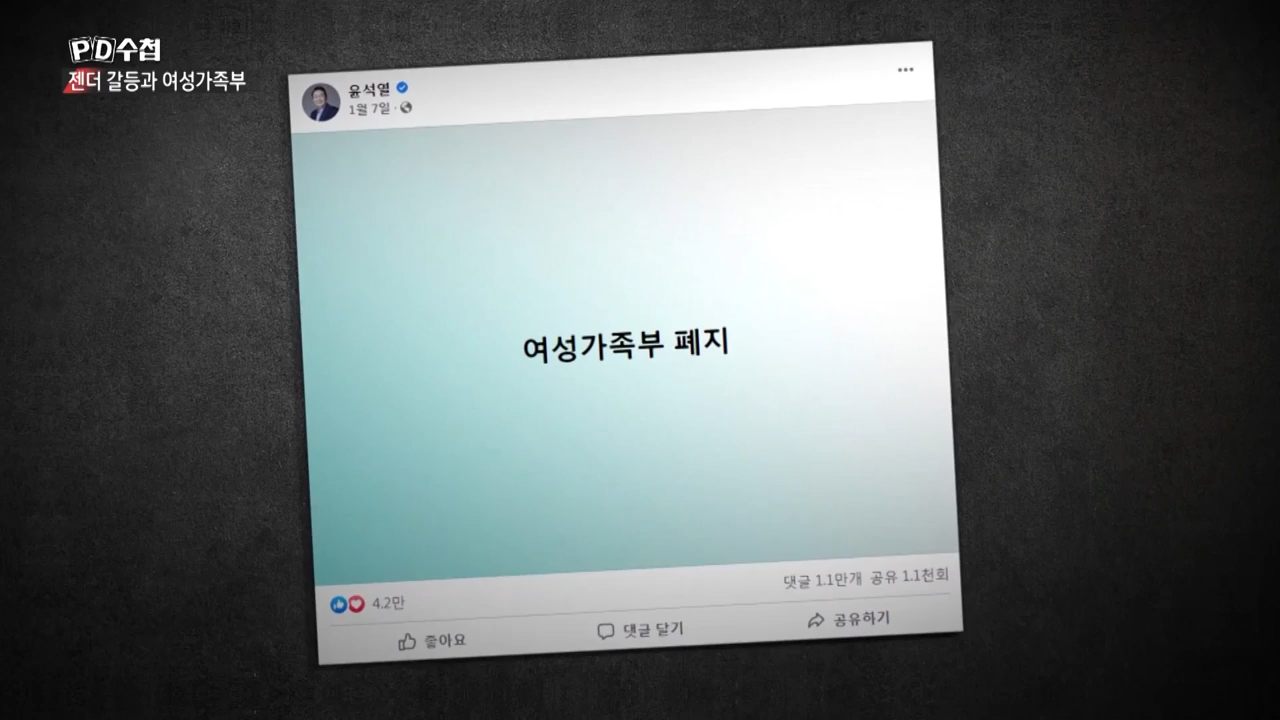 PD수첩
젠더 갈등과 여성가족부
윤석열
1월 7일 ·
여성가족부 폐지
4.2만
댓글 1.1만개 공유 1.1천회
좋아요
댓글 달기
공유하기